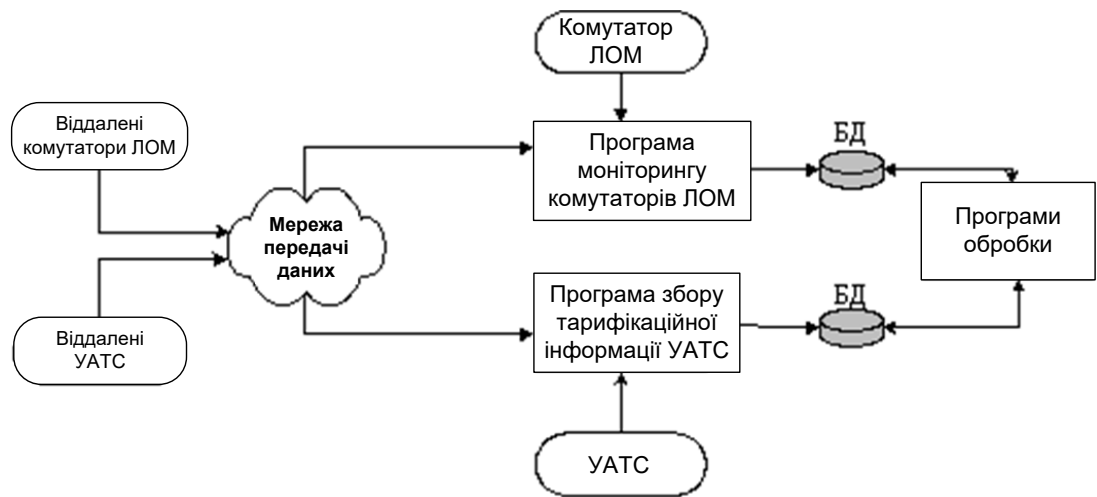 Комутатор
ЛОМ
Віддалені
комутатори ЛОМ
Програма
моніторингу
комутаторів ЛОМ
БД
Програми
обробки
Мережа
передачі
даних
Програма збору
тарифікаційної
інформації УАТС
БД
Віддалені
УАТС
УАТС